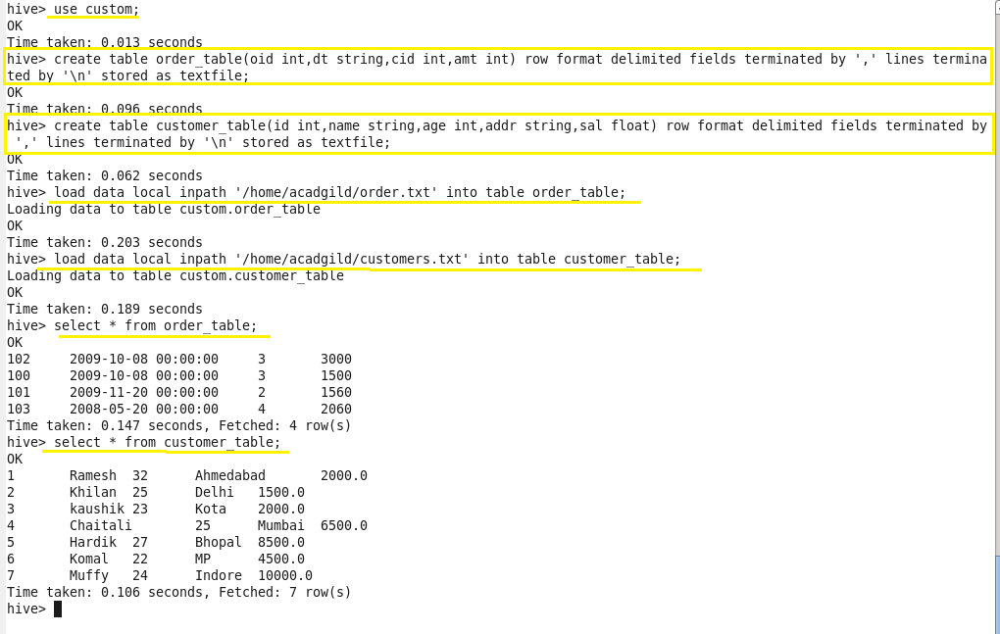 hive> use custom;
OK
Time taken: 0.013 seconds
hive> create table order_table(oid int,dt string,cid int,amt int) row format delimited fields terminated by ',' lines termina
ted by '\n' stored as textfile;
OK
Time taken: 0.096 seconds
hive> create table customer_table(id int,name string,age int,addr string,sal float) row format delimited fields terminated by
 ',' lines terminated by '\n' stored as textfile;
OK
Time taken: 0.062 seconds
hive> load data local inpath '/home/acadgild/order.txt' into table order_table;
Loading data to table custom.order_table
OK
Time taken: 0.203 seconds
hive> load data local inpath '/home/acadgild/customers.txt' into table customer_table;
Loading data to table custom.customer_table
OK
Time taken: 0.189 seconds
hive> select * from order_table;
OK
102     2009-10-08 00:00:00     3       3000
100     2009-10-08 00:00:00     3       1500
101     2009-11-20 00:00:00     2       1560
103     2008-05-20 00:00:00     4       2060
Time taken: 0.147 seconds, Fetched: 4 row(s)
hive> select * from customer_table;
OK
1       Ramesh  32      Ahmedabad       2000.0
2       Khilan  25      Delhi   1500.0
3       kaushik 23      Kota    2000.0
4       Chaitali        25      Mumbai  6500.0
5       Hardik  27      Bhopal  8500.0
6       Komal   22      MP      4500.0
7       Muffy   24      Indore  10000.0
Time taken: 0.106 seconds, Fetched: 7 row(s)
hive>